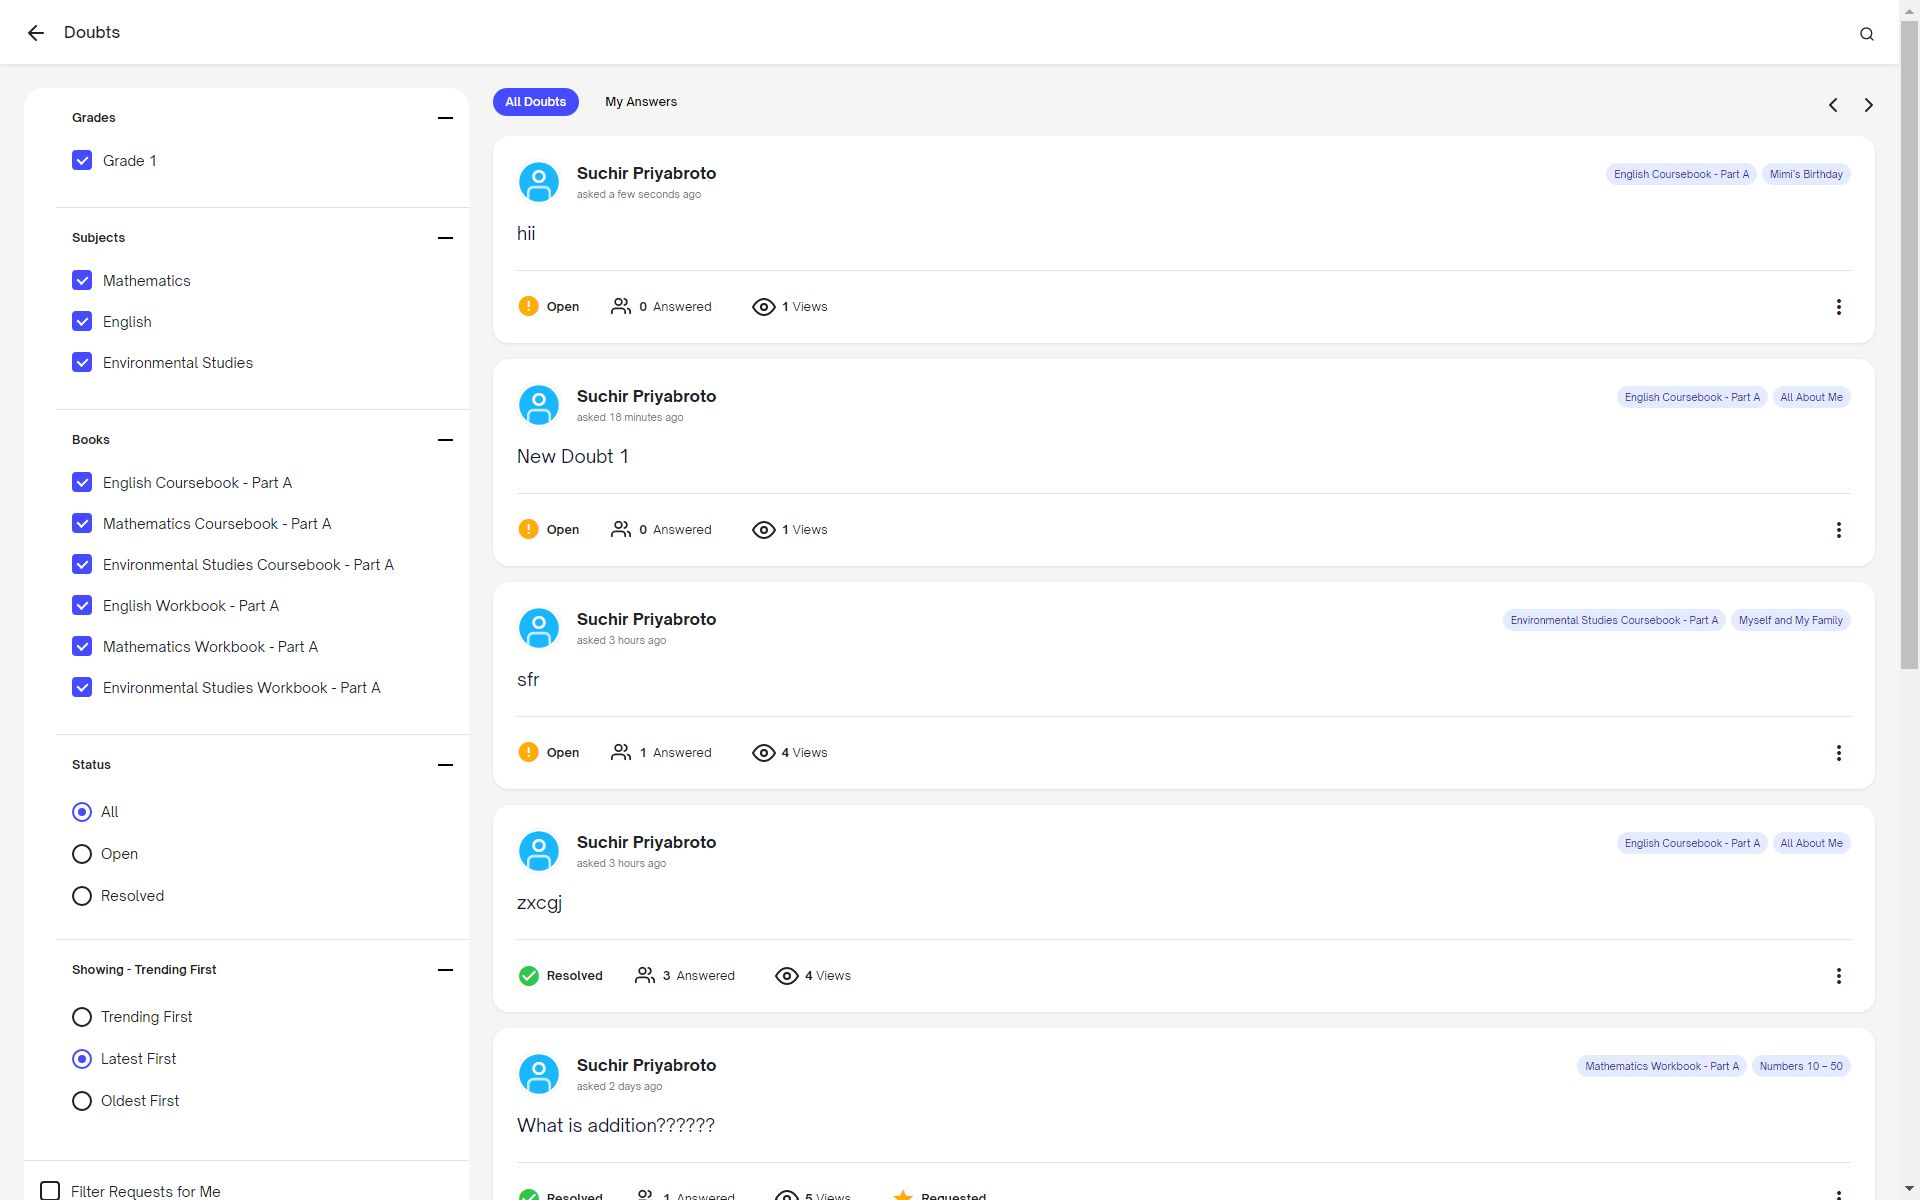 Doubts
Grades
Grade 1
Subjects
Mathematics
English
Environmental Studies
Books
English Coursebook - Part A
Mathematics Coursebook - Part A
Environmental Studies Coursebook - Part A
English Workbook - Part A
Mathematics Workbook - Part A
Environmental Studies Workbook - Part A
Status
All
Open
Resolved
Showing - Trending First
Trending First
Latest First
Oldest First
Filter Requests for Me
All Doubts My Answers
Suchir Priyabroto English Coursebook - Part A Mimi's Birthday
asked a few seconds ago
hii
Open 0 Answered 1 Views
Suchir Priyabroto English Coursebook - Part A All About Me
asked 18 minutes ago
New Doubt 1
Open 0 Answered 1 Views
Suchir Priyabroto Environmental Studies Coursebook - Part A Myself and My Family
asked 3 hours ago
sfr
Open 1 Answered 4 Views
Suchir Priyabroto English Coursebook - Part A All About Me
asked 3 hours ago
zxcgj
Resolved 3 Answered 4 Views
Suchir Priyabroto Mathematics Workbook - Part A Numbers 10 – 50
asked 2 days ago
What is addition??????
Resolved 1 Answered 5 Views Requested